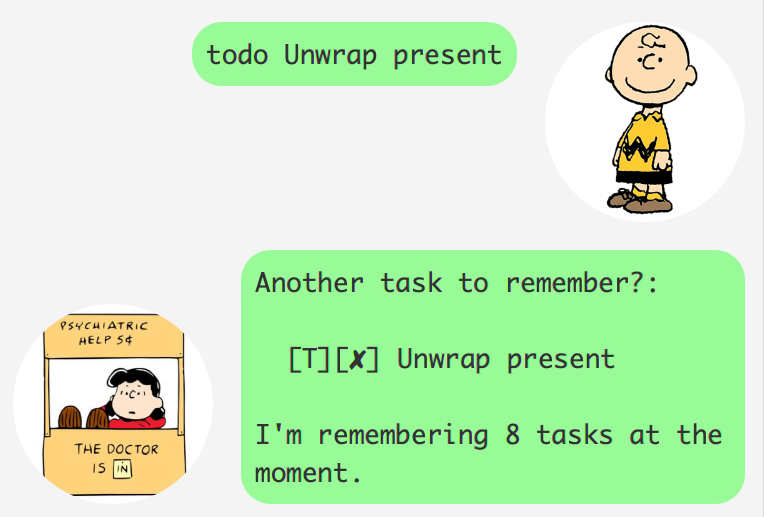 todo Unwrap present
Another task to remember?:
[T][✘] Unwrap present
I'm remembering 8 tasks at the
moment.
PSYCHIATRIC
HELP 5¢
THE DOCTOR
IS IN